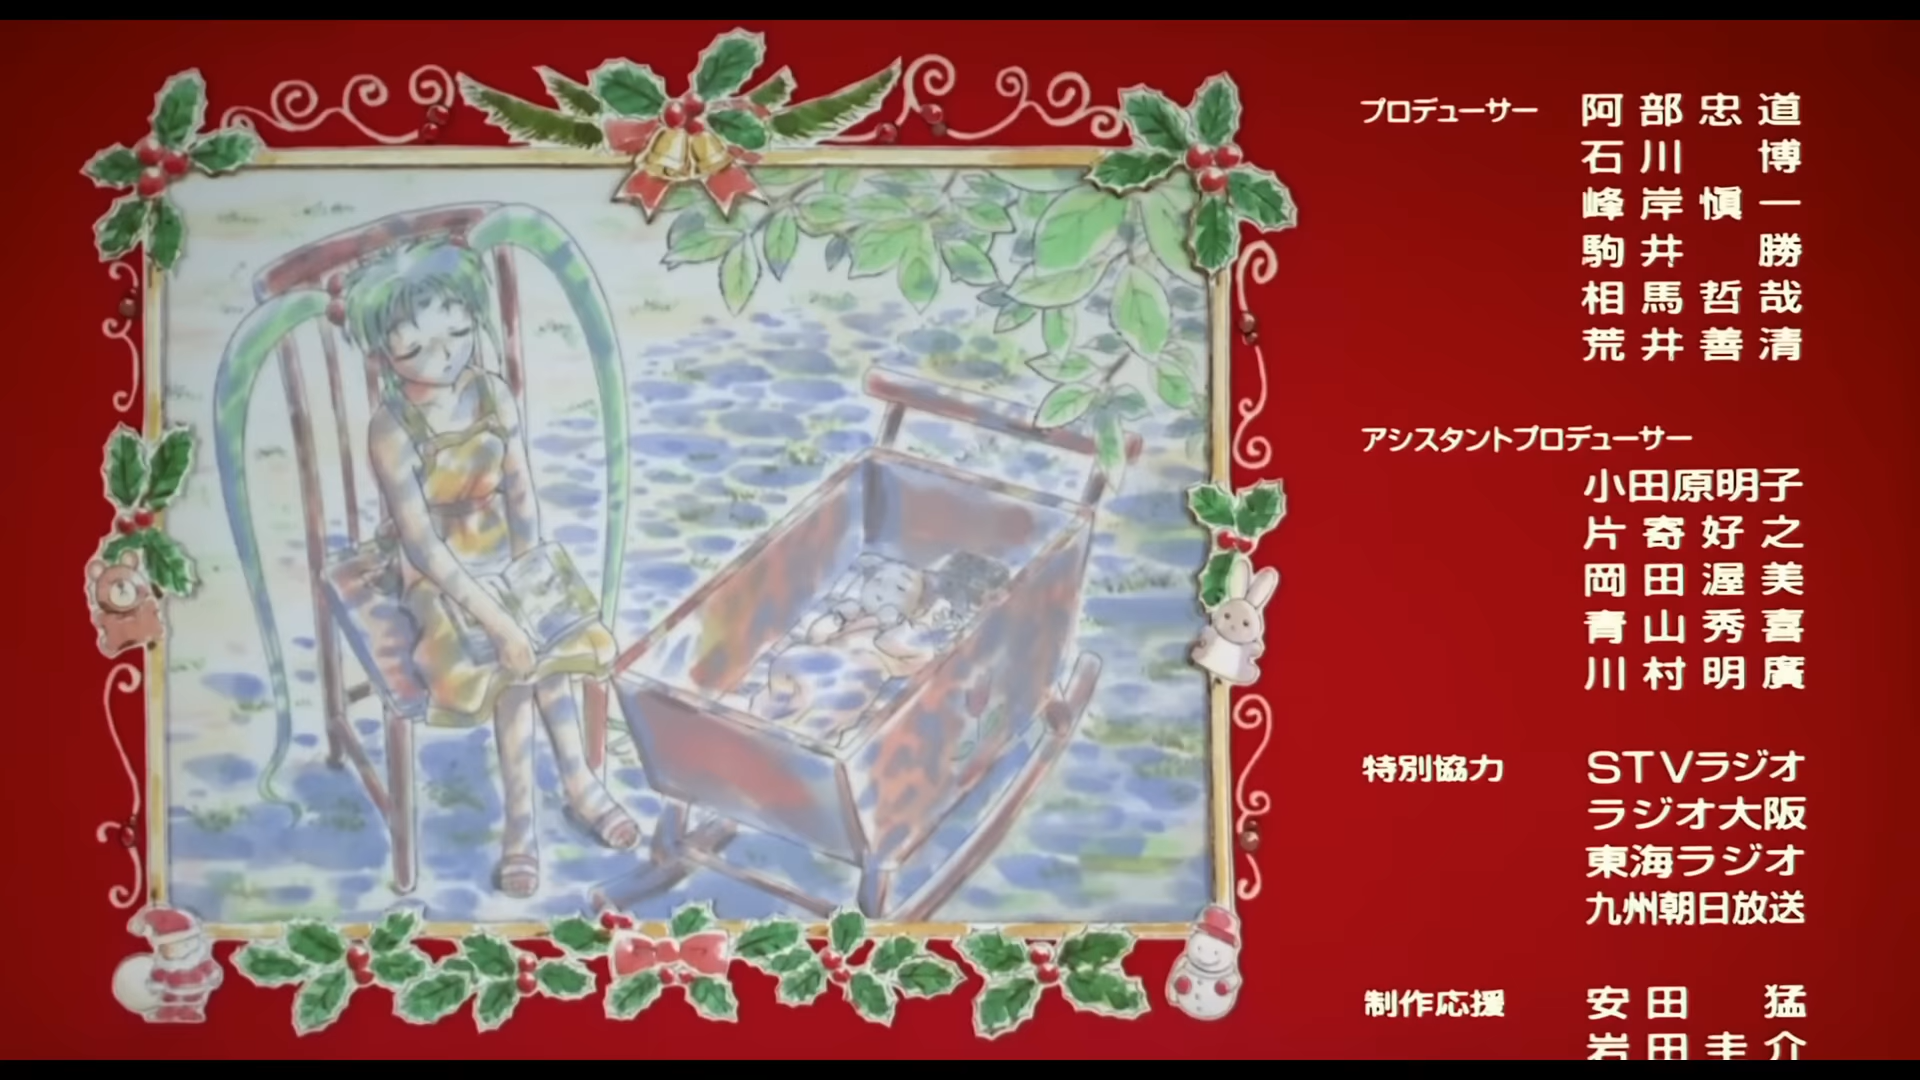 プロデューサー 阿部忠道
石川 博
峰岸愼一
駒井 勝
相馬哲哉
荒井善清
アシスタントプロデューサー
小田原明子
片寄好之
岡田渥美
青山秀喜
川村明廣
特別協力 STVラジオ
ラジオ大阪
東海ラジオ
九州朝日放送
制作応援 安田 猛
岩田圭介